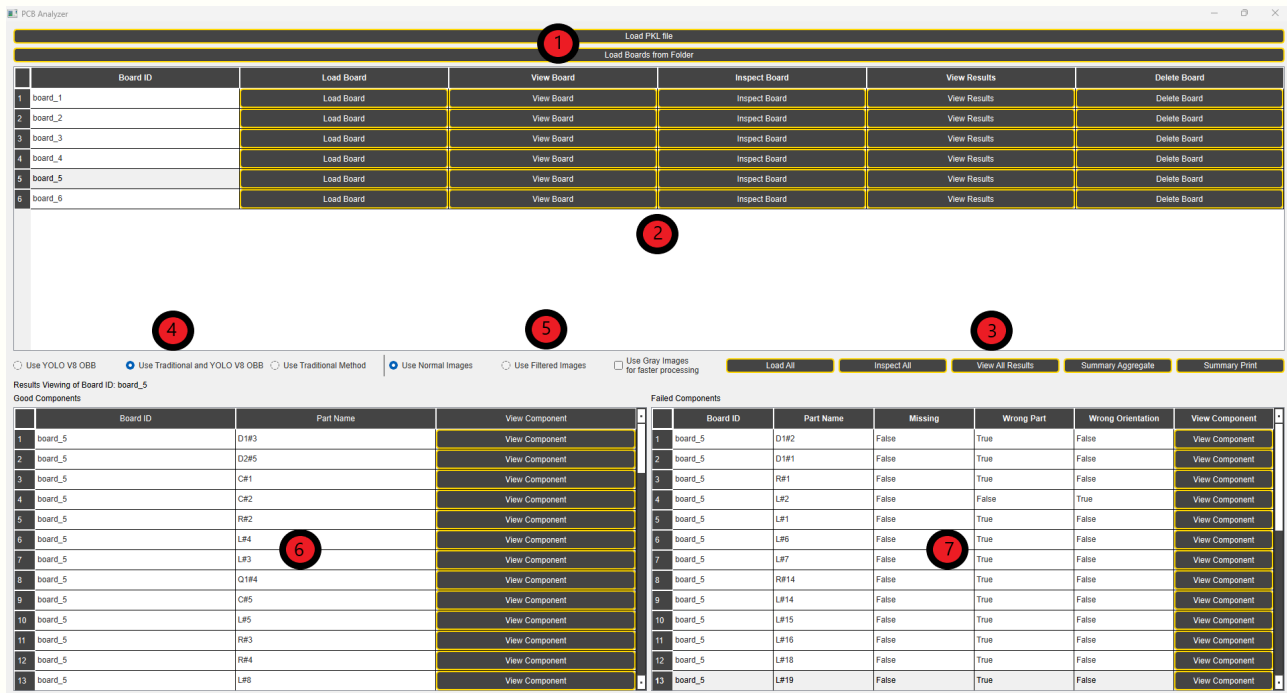 PCB Analyzer
Load PKL file
1
Load Boards from Folder
Board ID Load Board View Board Inspect Board View Results Delete Board
1 board_1 Load Board View Board Inspect Board View Results Delete Board
2 board_2 Load Board View Board Inspect Board View Results Delete Board
3 board_3 Load Board View Board Inspect Board View Results Delete Board
4 board_4 Load Board View Board Inspect Board View Results Delete Board
5 board_5 Load Board View Board Inspect Board View Results Delete Board
6 board_6 Load Board View Board Inspect Board View Results Delete Board
2
4 5 3
Use YOLO V8 OBB Use Traditional and YOLO V8 OBB Use Traditional Method Use Normal Images Use Filtered Images Use Gray Images
for faster processing
Load All Inspect All View All Results Summary Aggregate Summary Print
Results Viewing of Board ID: board_5
Good Components
Board ID Part Name View Component
1 board_5 D1#3 View Component
2 board_5 D2#5 View Component
3 board_5 C#1 View Component
4 board_5 C#2 View Component
5 board_5 R#2 View Component
6 board_5 L#4 View Component
7 board_5 L#3 View Component
8 board_5 Q1#4 View Component
9 board_5 C#5 View Component
10 board_5 L#5 View Component
11 board_5 R#3 View Component
12 board_5 R#4 View Component
13 board_5 L#8 View Component
6
Failed Components
Board ID Part Name Missing Wrong Part Wrong Orientation View Component
1 board_5 D1#2 False True False View Component
2 board_5 D1#1 False True False View Component
3 board_5 R#1 False True False View Component
4 board_5 L#2 False False True View Component
5 board_5 L#1 False True False View Component
6 board_5 L#6 False True False View Component
7 board_5 L#7 False True False View Component
8 board_5 R#14 False True False View Component
9 board_5 L#14 False True False View Component
10 board_5 L#15 False True False View Component
11 board_5 L#16 False True False View Component
12 board_5 L#18 False True False View Component
13 board_5 L#19 False True False View Component
7